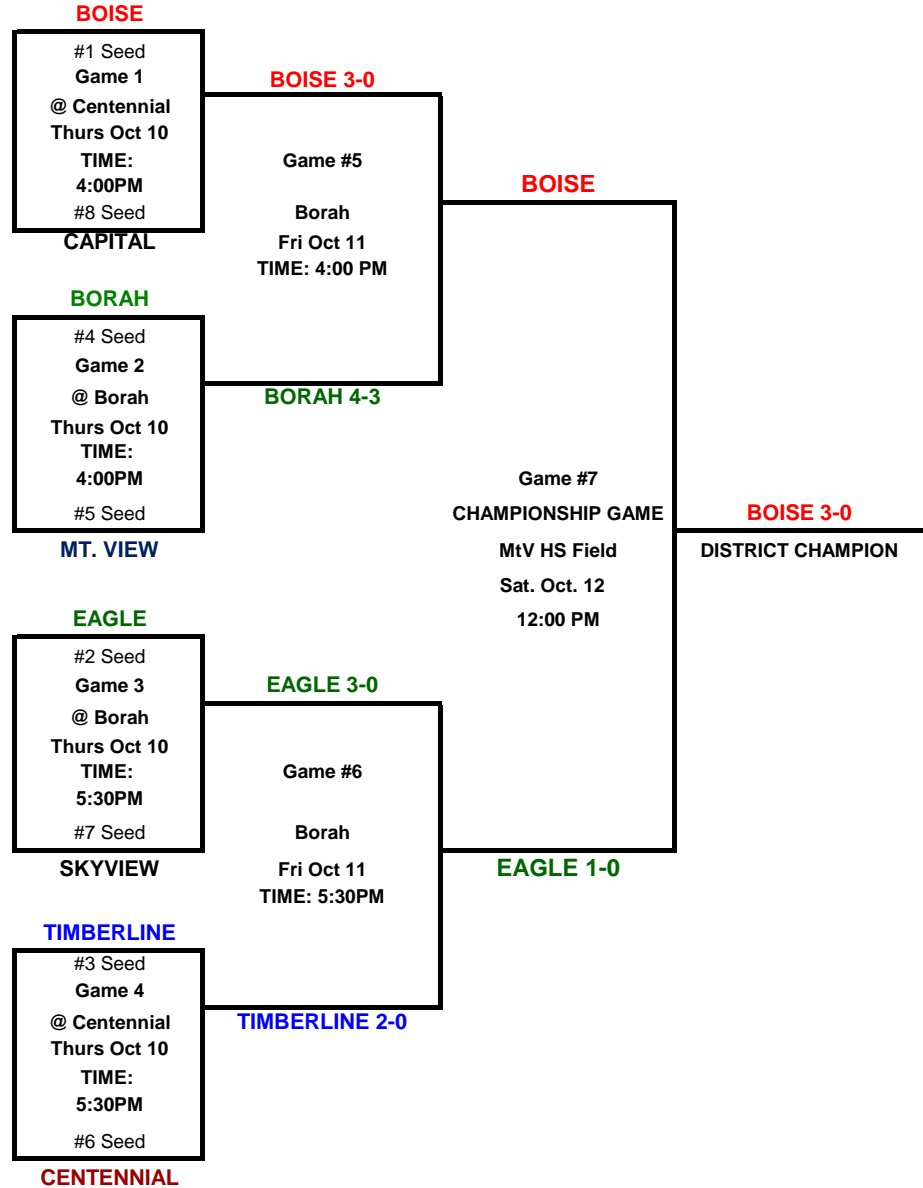 BOISE
#1 Seed
Game 1
@ Centennial
Thurs Oct 10
TIME:
4:00PM
#8 Seed
CAPITAL
BOISE 3-0
Game #5
Borah
Fri Oct 11
TIME: 4:00 PM
BORAH
#4 Seed
Game 2
@ Borah
Thurs Oct 10
TIME:
4:00PM
#5 Seed
MT. VIEW
BORAH 4-3
BOISE
Game #7
CHAMPIONSHIP GAME
MtV HS Field
Sat. Oct. 12
12:00 PM
BOISE 3-0
DISTRICT CHAMPION
EAGLE
#2 Seed
Game 3
@ Borah
Thurs Oct 10
TIME:
5:30PM
#7 Seed
SKYVIEW
EAGLE 3-0
Game #6
Borah
Fri Oct 11
TIME: 5:30PM
EAGLE 1-0
TIMBERLINE
#3 Seed
Game 4
@ Centennial
Thurs Oct 10
TIME:
5:30PM
#6 Seed
CENTENNIAL
TIMBERLINE 2-0